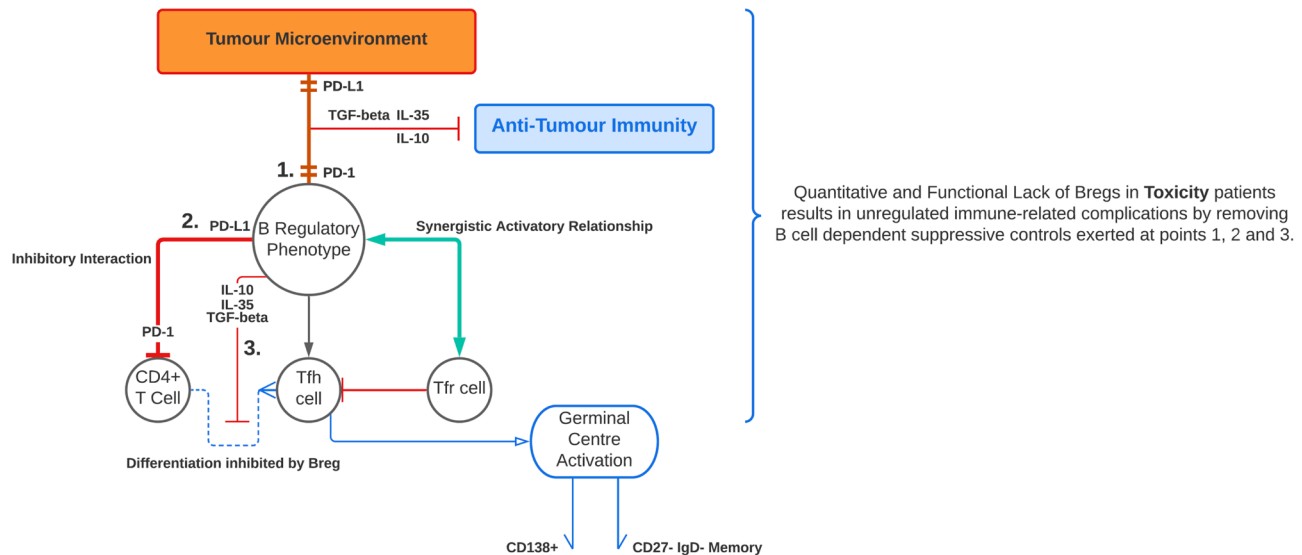 Tumour Microenvironment
PD-L1
TGF-beta IL-35
IL-10
Anti-Tumour Immunity
1. PD-1
2. PD-L1
B Regulatory
Phenotype
Synergistic Activatory Relationship
Inhibitory Interaction
IL-10
IL-35
TGF-beta
PD-1
3.
CD4+
T Cell
Tfh
cell
Tfr cell
Germinal
Centre
Activation
Differentiation inhibited by Breg
CD138+
CD27- IgD- Memory
Quantitative and Functional Lack of Bregs in Toxicity patients
results in unregulated immune-related complications by removing
B cell dependent suppressive controls exerted at points 1, 2 and 3.